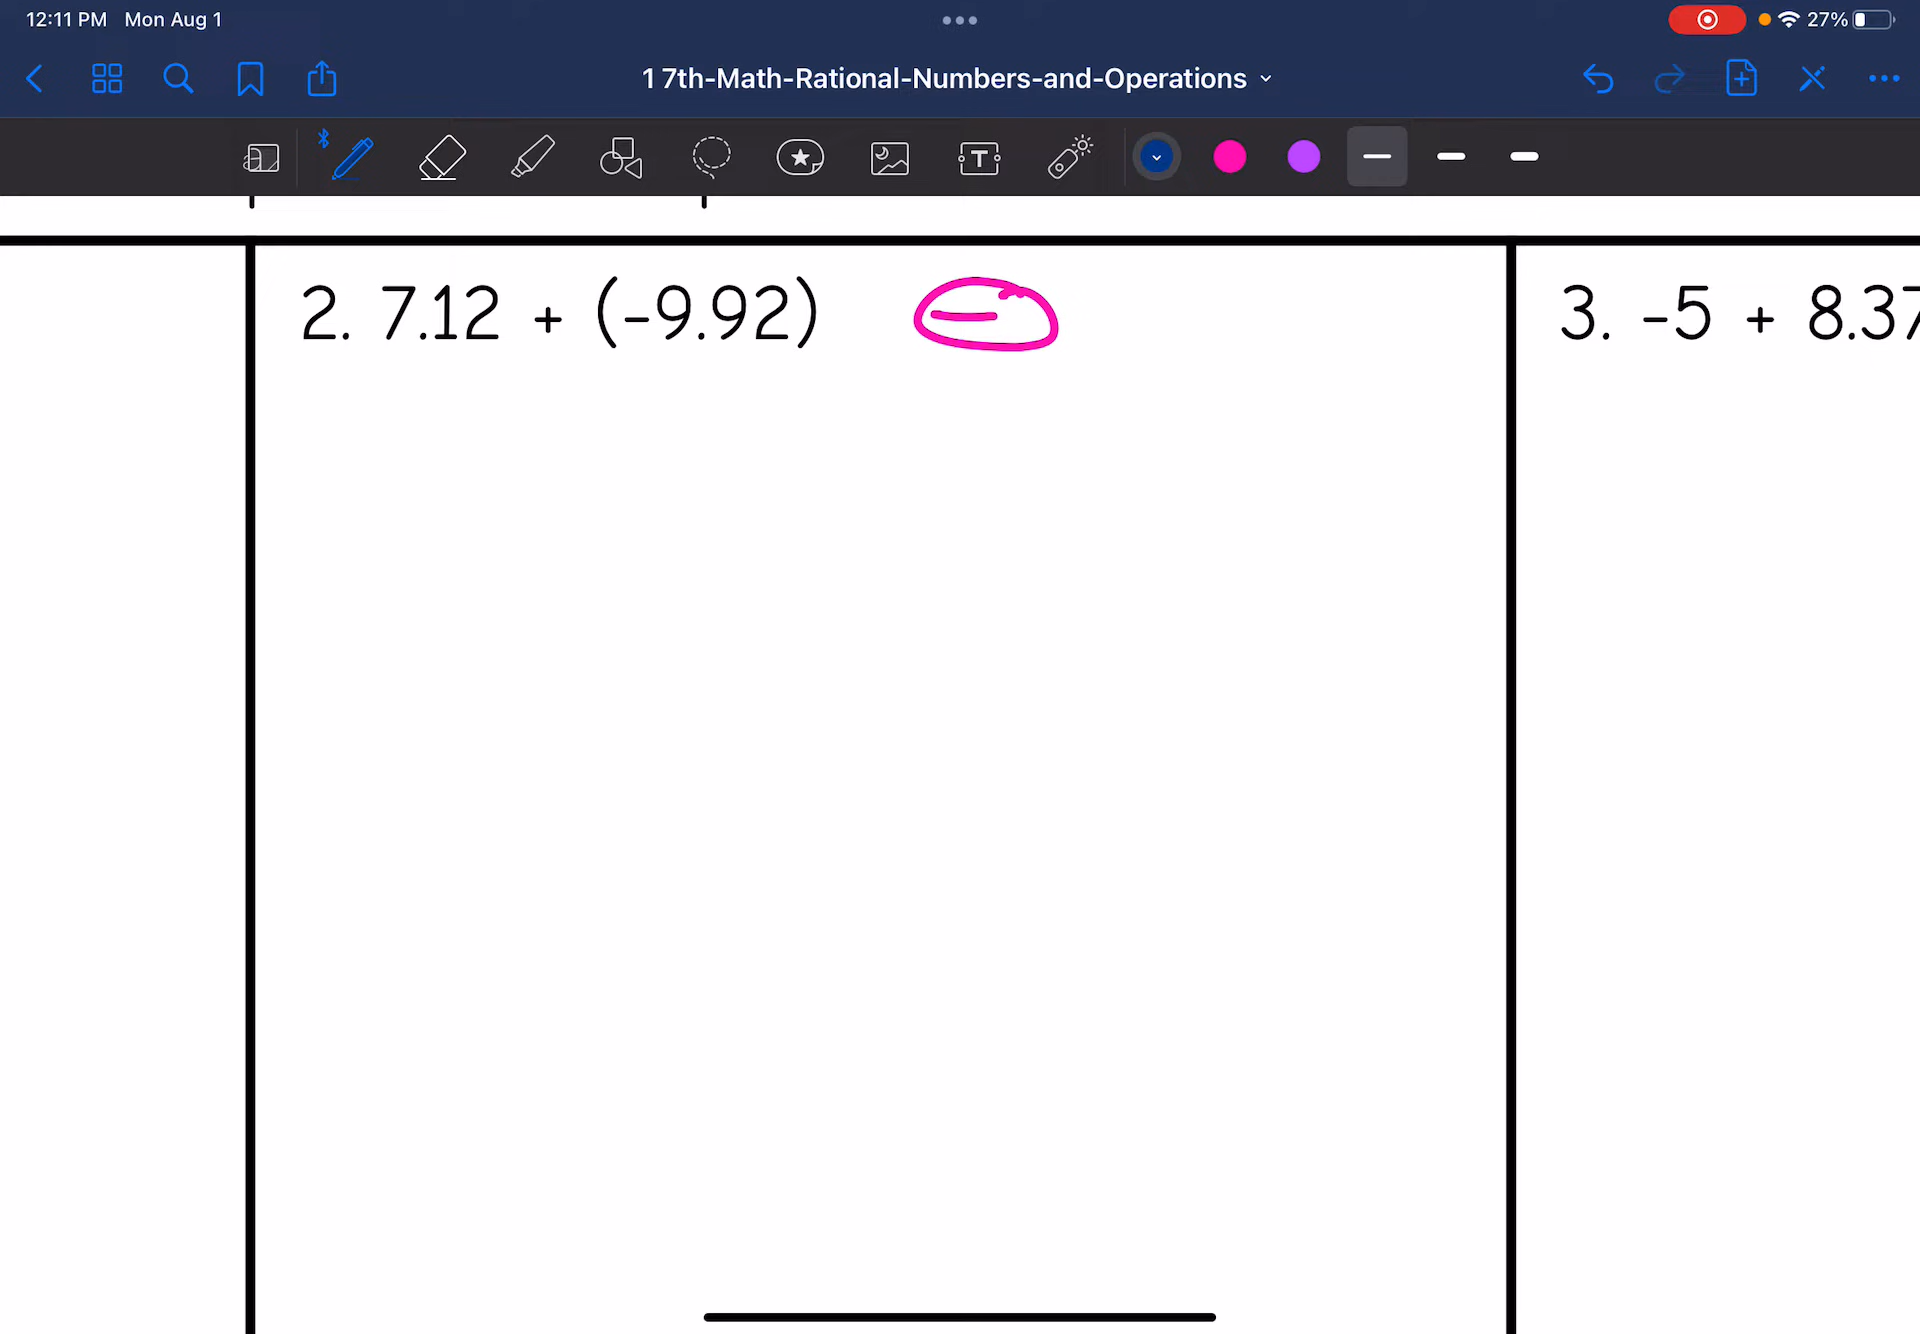 12:11 PM Mon Aug 1
27%
1 7th-Math-Rational-Numbers-and-Operations
2. 7.12 + (-9.92) −
3. -5 + 8.37